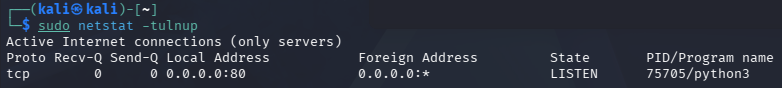 ┌──(kali㉿kali)-[~]
└─$ sudo netstat -tulnup
Active Internet connections (only servers)
Proto Recv-Q Send-Q Local Address           Foreign Address         State       PID/Program name
tcp        0      0 0.0.0.0:80              0.0.0.0:*               LISTEN      75705/python3